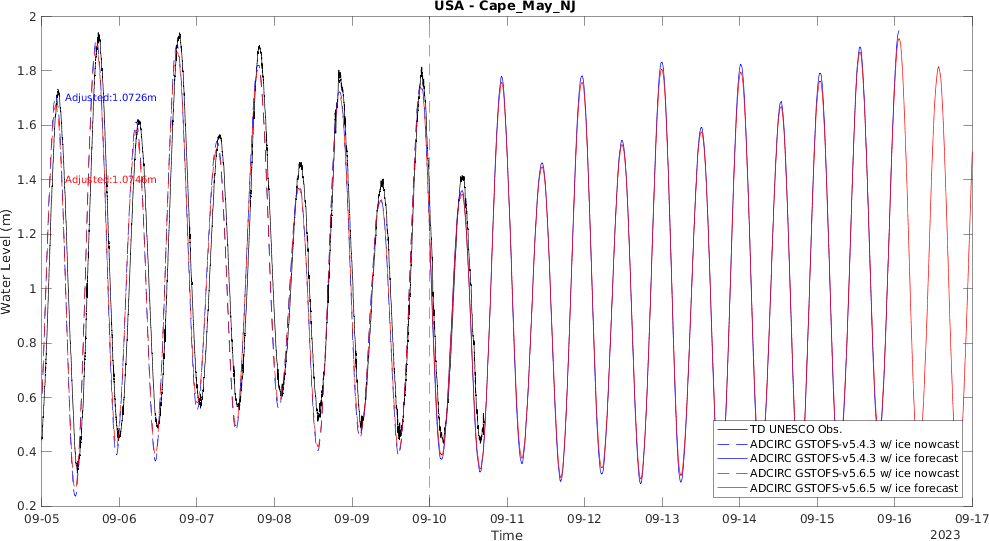 USA - Cape_May_NJ
2
1.8
1.6
1.4
1.2
1
0.8
0.6
0.4
0.2
Water Level (m)
Adjusted:1.0726m
Adjusted:1.0746m
TD UNESCO Obs.
ADCIRC GSTOFS-v5.4.3 w/ ice nowcast
ADCIRC GSTOFS-v5.4.3 w/ ice forecast
ADCIRC GSTOFS-v5.6.5 w/ ice nowcast
ADCIRC GSTOFS-v5.6.5 w/ ice forecast
09-05 09-06 09-07 09-08 09-09 09-10 09-11 09-12 09-13 09-14 09-15 09-16 09-17
Time
2023